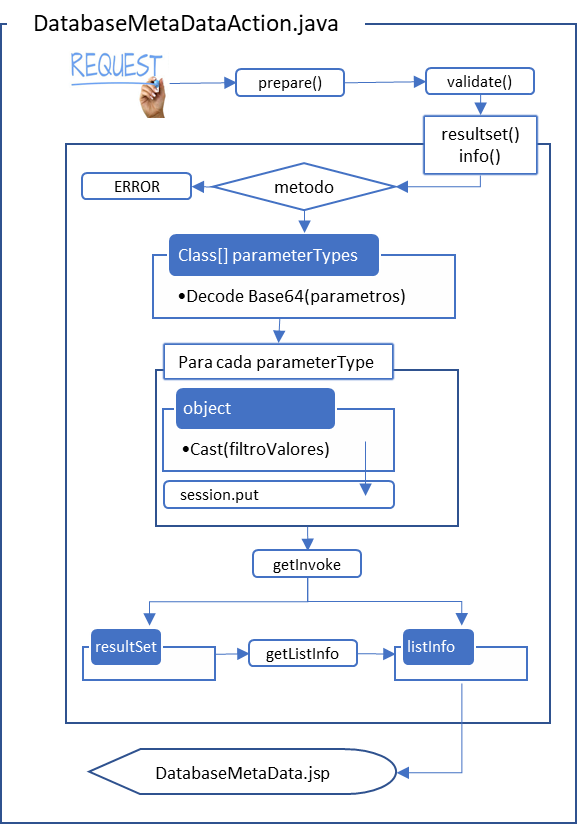 DatabaseMetaDataAction.java
REQUEST
prepare()
validate()
resultset()
info()
ERROR
metodo
Class[] parameterTypes
•Decode Base64(parametros)
Para cada parameterType
object
•Cast(filtroValores)
session.put
getInvoke
resultSet
getListInfo
listInfo
DatabaseMetaData.jsp